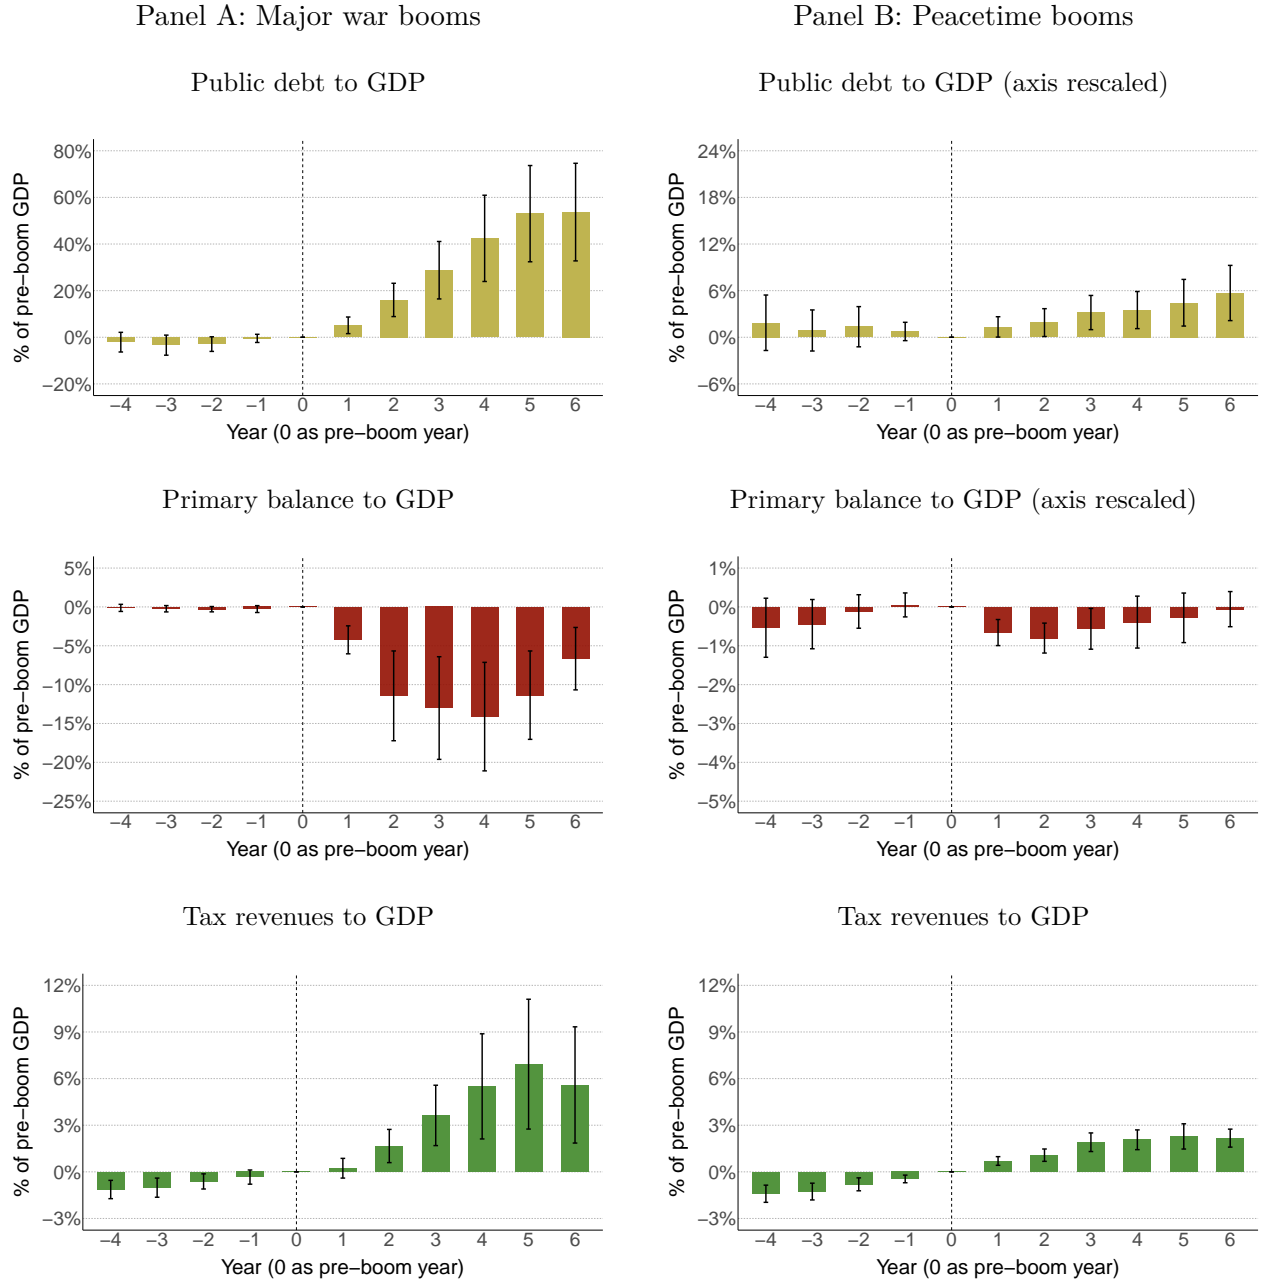 Panel A: Major war booms
Panel B: Peacetime booms
Public debt to GDP
80%
60%
40%
20%
0%
−20%
% of pre−boom GDP
−4 −3 −2 −1 0 1 2 3 4 5 6
Year (0 as pre−boom year)
Public debt to GDP (axis rescaled)
24%
18%
12%
6%
0%
−6%
% of pre−boom GDP
−4 −3 −2 −1 0 1 2 3 4 5 6
Year (0 as pre−boom year)
Primary balance to GDP
5%
0%
−5%
−10%
−15%
−20%
−25%
% of pre−boom GDP
−4 −3 −2 −1 0 1 2 3 4 5 6
Year (0 as pre−boom year)
Primary balance to GDP (axis rescaled)
1%
0%
−1%
−2%
−3%
−4%
−5%
% of pre−boom GDP
−4 −3 −2 −1 0 1 2 3 4 5 6
Year (0 as pre−boom year)
Tax revenues to GDP
12%
9%
6%
3%
0%
−3%
% of pre−boom GDP
−4 −3 −2 −1 0 1 2 3 4 5 6
Year (0 as pre−boom year)
Tax revenues to GDP
12%
9%
6%
3%
0%
−3%
% of pre−boom GDP
−4 −3 −2 −1 0 1 2 3 4 5 6
Year (0 as pre−boom year)